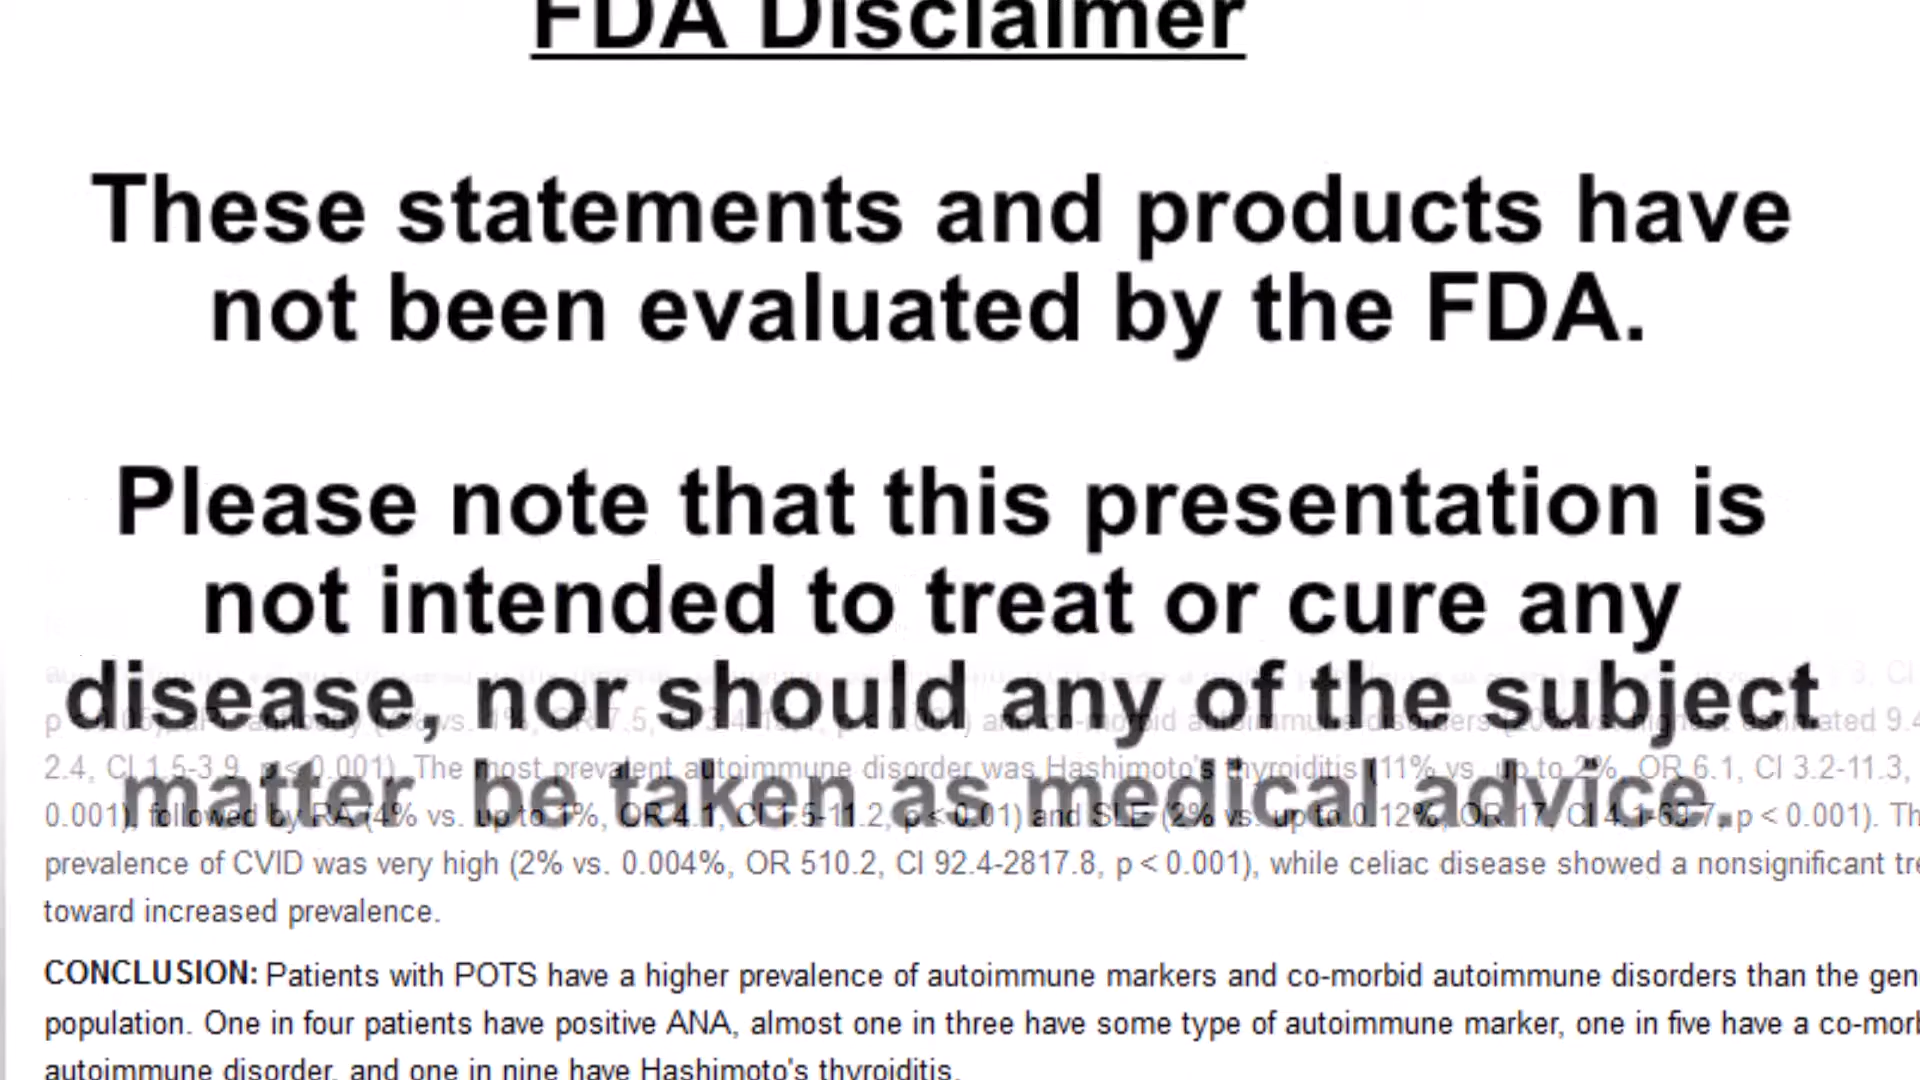 FDA Disclaimer
These statements and products have
not been evaluated by the FDA.
Please note that this presentation is
not intended to treat or cure any
disease, nor should any of the subject
matter be taken as medical advice.
2.4, CI 1.5-3.9, p < 0.001). The most prevalent autoimmune disorder was Hashimoto's thyroiditis (11% vs. up to 2%, OR 6.1, CI 3.2-11.3,
0.001), followed by RA (4% vs. up to 1%, OR 4.1, CI 1.5-11.2, p < 0.01) and SLE (2% vs. up to 0.12%, OR 17, CI p < 0.001).
prevalence of CVID was very high (2% vs. 0.004%, OR 510.2, CI 92.4-2817.8, p < 0.001), while celiac disease showed a nonsignificant
toward increased prevalence.
CONCLUSION: Patients with POTS have a higher prevalence of autoimmune markers and co-morbid autoimmune disorders than the gen
population. One in four patients have positive ANA, almost one in three have some type of autoimmune marker, one in five have a co-mor
autoimmune disorder, and one in nine have Hashimoto's thyroiditis.